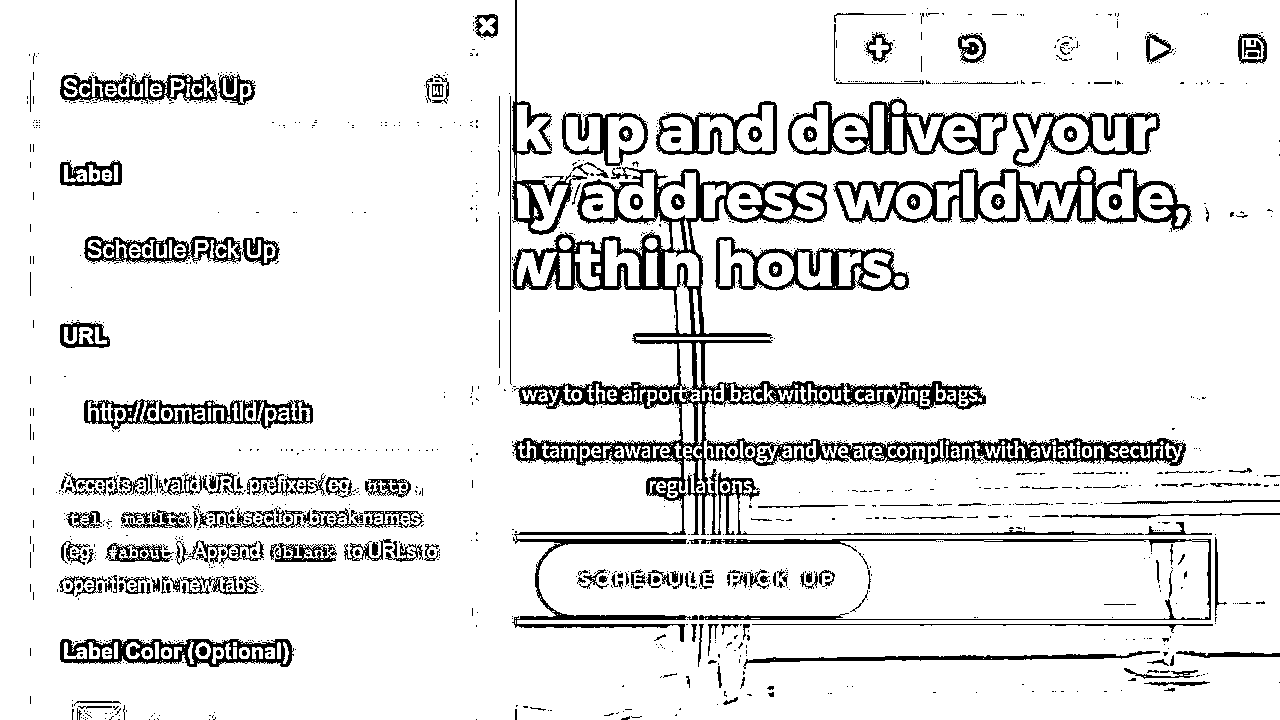 Schedule Pick Up
Label
Schedule Pick Up
URL
http://domain.tld/path
Accepts all valid URL prefixes (eg http,
tel, mailto) and section break names
(eg #about). Append @blank to URLs to
open them in new tabs.
Label Color (Optional)
k up and deliver your
ny address worldwide,
within hours.
way to the airport and back without carrying bags.
th tamper aware technology and we are compliant with aviation security
regulations.
SCHEDULE PICK UP